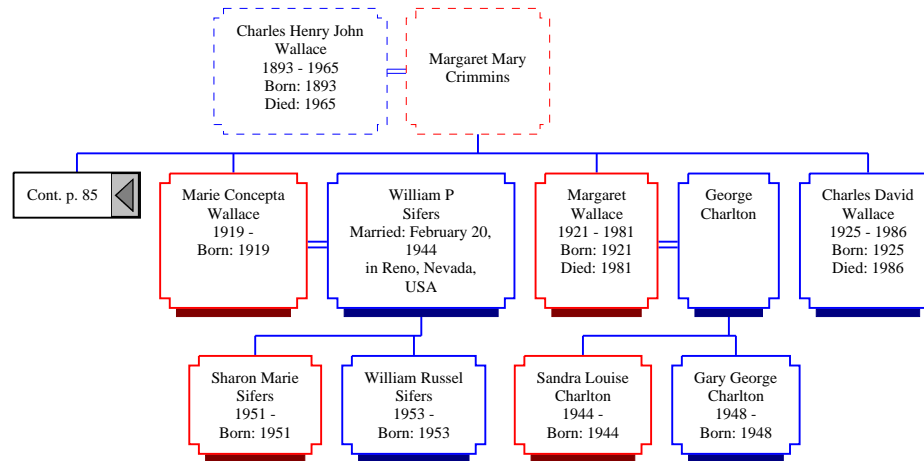 Charles Henry John
Wallace
1893 - 1965
Born: 1893
Died: 1965
Margaret Mary
Crimmins
Cont. p. 85
Marie Concepta
Wallace
1919 -
Born: 1919
William P
Sifers
Married: February 20,
1944
in Reno, Nevada,
USA
Margaret
Wallace
1921 - 1981
Born: 1921
Died: 1981
George
Charlton
Charles David
Wallace
1925 - 1986
Born: 1925
Died: 1986
Sharon Marie
Sifers
1951 -
Born: 1951
William Russel
Sifers
1953 -
Born: 1953
Sandra Louise
Charlton
1944 -
Born: 1944
Gary George
Charlton
1948 -
Born: 1948